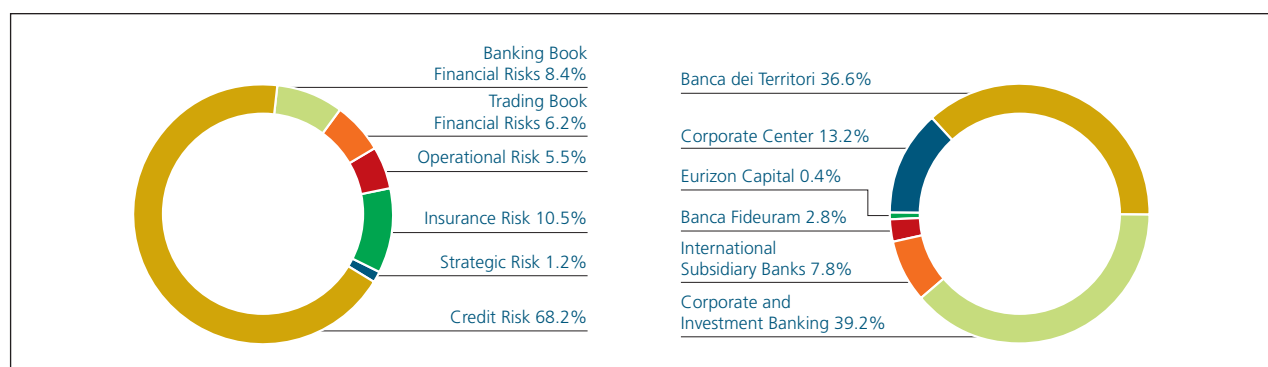 Banking Book
Financial Risks 8.4%
Trading Book
Financial Risks 6.2%
Operational Risk 5.5%
Insurance Risk 10.5%
Strategic Risk 1.2%
Credit Risk 68.2%
Banca dei Territori 36.6%
Corporate Center 13.2%
Eurizon Capital 0.4%
Banca Fideuram 2.8%
International
Subsidiary Banks 7.8%
Corporate and
Investment Banking 39.2%